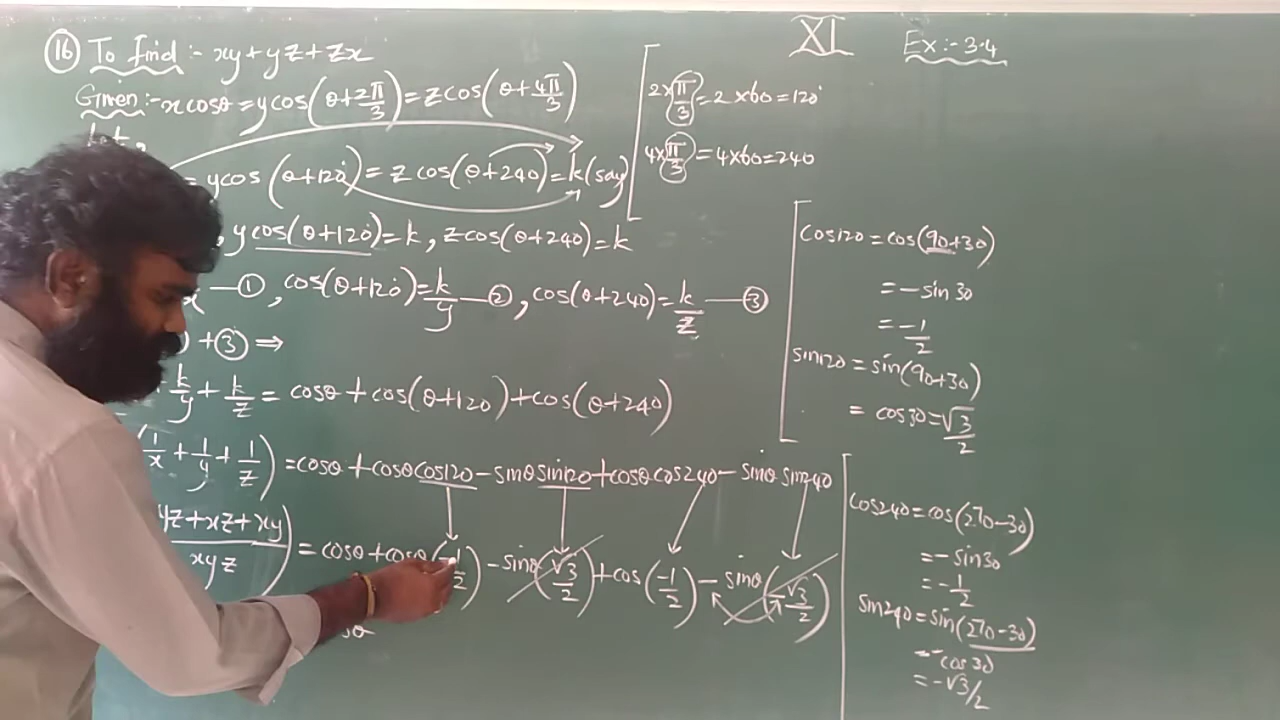 XI Ex:- 3.4
(16) To find :- xy+yz+zx
Given :- x cosθ = y cos(θ+2π/3) = z cos(θ+4π/3)
Let,
= y cos(θ+120°) = z cos(θ+240) = k (say)
, y cos(θ+120°) = k, z cos(θ+240) = k
x —①, cos(θ+120°) = k/y —②, cos(θ+240) = k/z —③
) + ③ ⇒
k/y + k/z = cosθ + cos(θ+120) + cos(θ+240)
(1/x + 1/y + 1/z) = cosθ + cosθ cos120 - sinθ sin120 + cosθ cos240 - sinθ sin240
yz+xz+xy/xyz) = cosθ + cosθ(-1/2) - sinθ(√3/2) + cos(-1/2) - sinθ(-√3/2)
sθ
2×π/3 = 2×60 = 120°
4×π/3 = 4×60 = 240
cos120 = cos(90+30)
= -sin30
= -1/2
sin120 = sin(90+30)
= cos30 = √3/2
cos240 = cos(270-30)
= -sin30
= -1/2
sin240 = sin(270-30)
= -cos30
= -√3/2